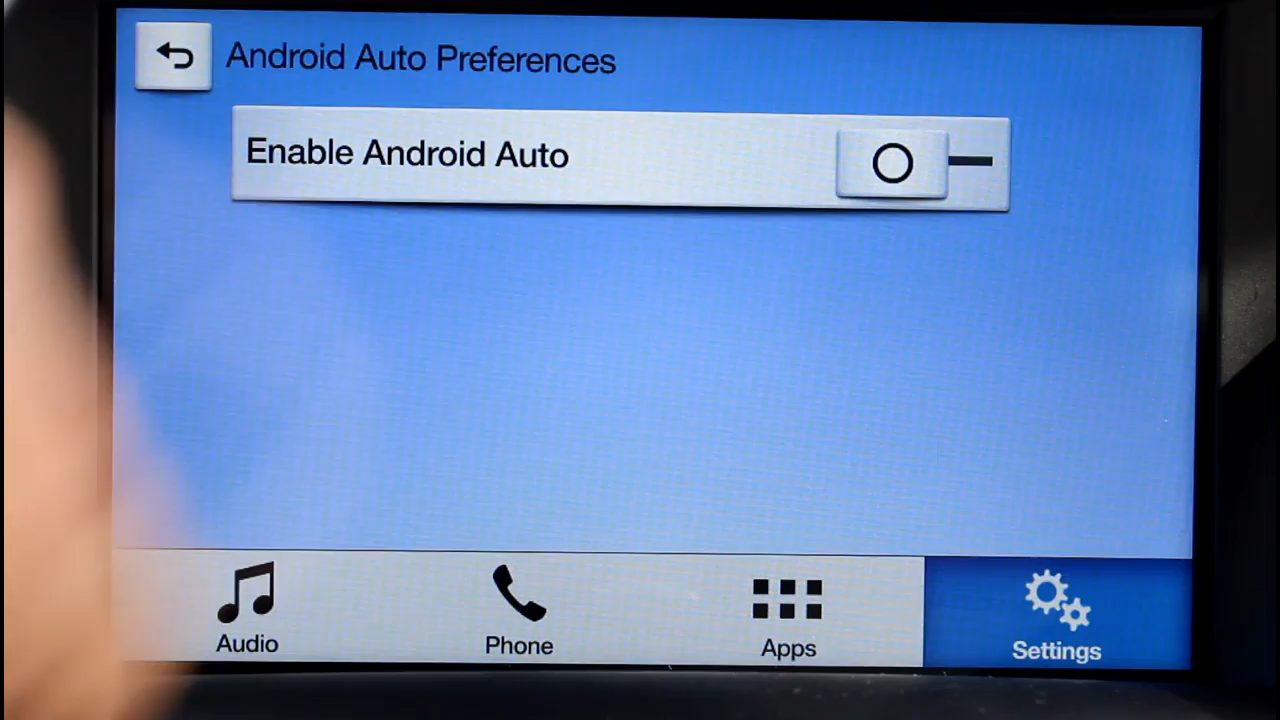 Android Auto Preferences
Enable Android Auto
Audio
Phone
Apps
Settings